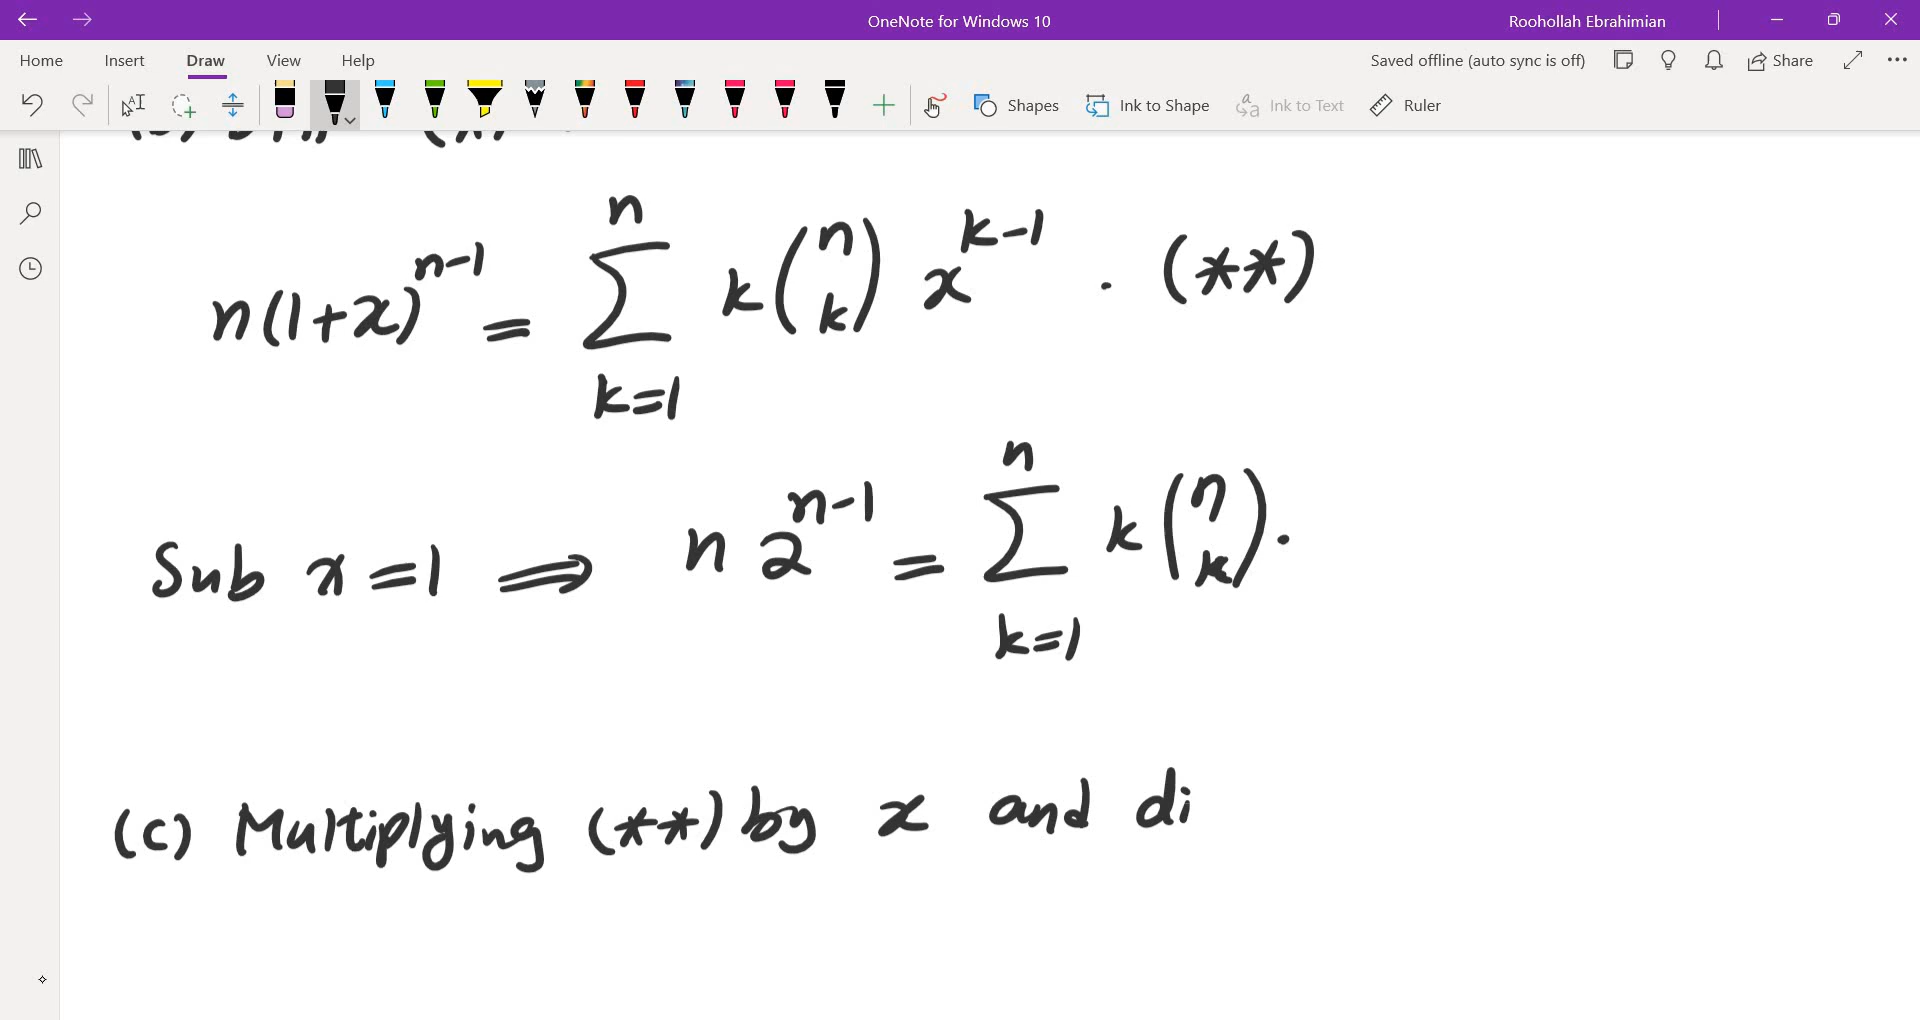 OneNote for Windows 10
Roohollah Ebrahimian
Home Insert Draw View Help
Saved offline (auto sync is off) Share
Shapes Ink to Shape Ink to Text Ruler
n(1+x)^{n-1} = \sum_{k=1}^{n} k \binom{n}{k} x^{k-1} . (**)
Sub x=1 ⟹ n 2^{n-1} = \sum_{k=1}^{n} k \binom{n}{k}.
(c) Multiplying (**) by x and di